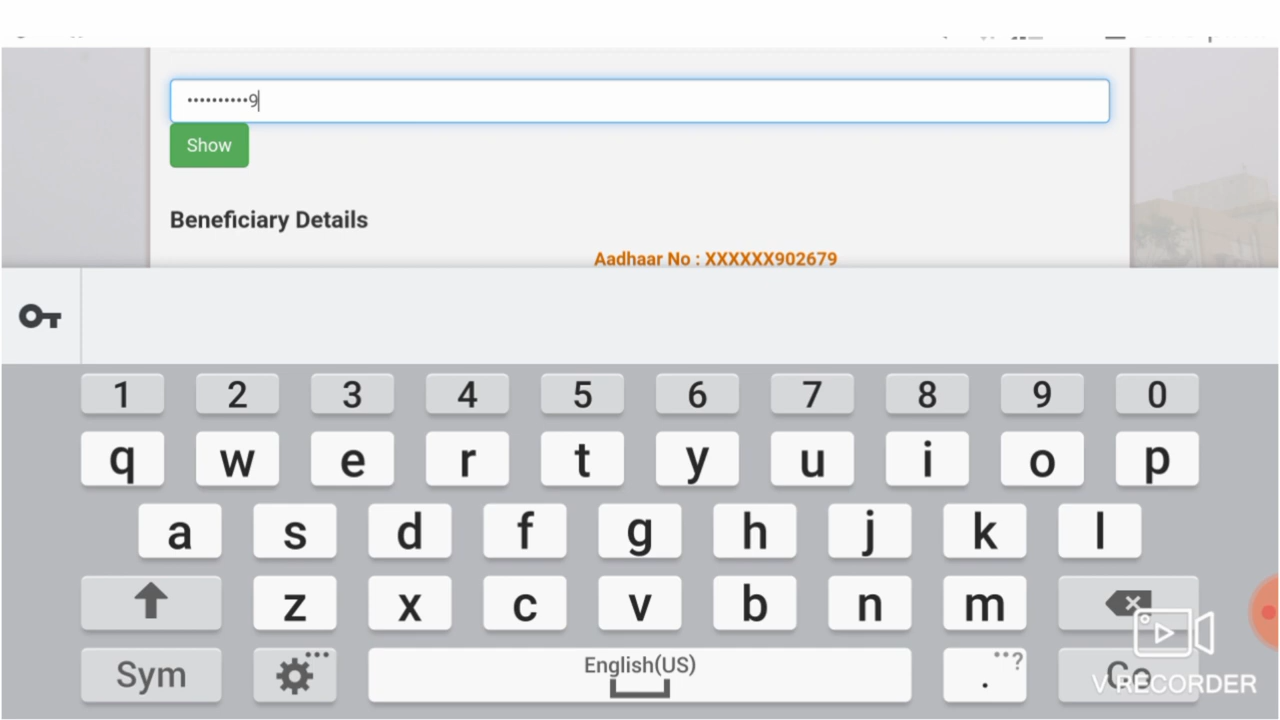 ••••••••••9
Show
Beneficiary Details
Aadhaar No : XXXXXX902679
1 2 3 4 5 6 7 8 9 0
q w e r t y u i o p
a s d f g h j k l
z x c v b n m
Sym English(US) . ? Go
V RECORDER